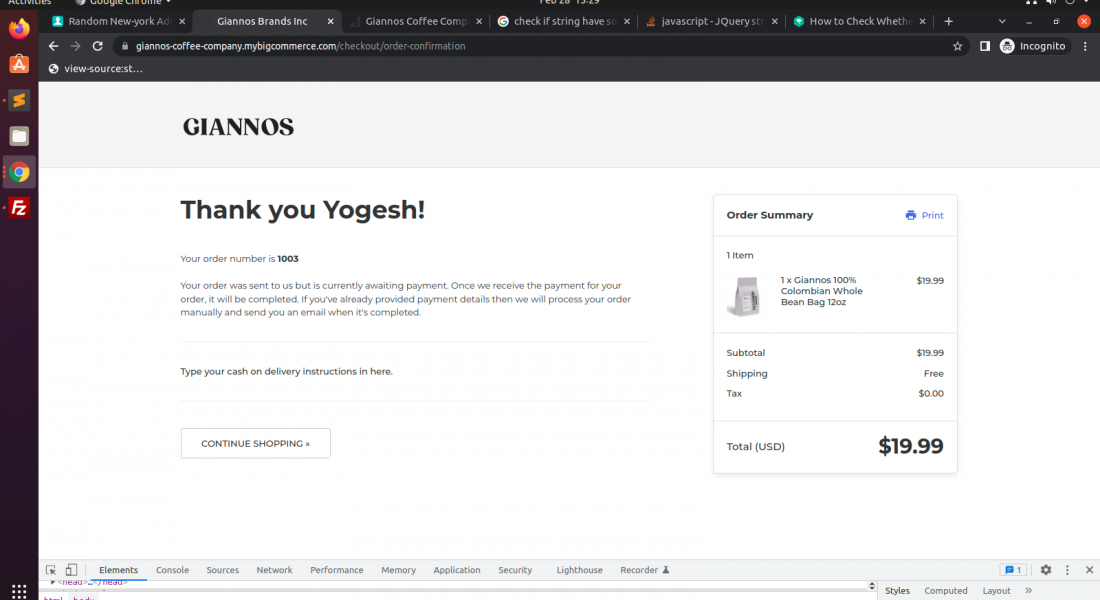 Activities
Google Chrome
Feb 28 13:29
Random New-york Ad
Giannos Brands Inc
Giannos Coffee Comp
check if string have so
javascript - JQuery str
How to Check Whethe
giannos-coffee-company.mybigcommerce.com/checkout/order-confirmation
Incognito
view-source:st...
GIANNOS
Thank you Yogesh!
Your order number is 1003
Your order was sent to us but is currently awaiting payment. Once we receive the payment for your
order, it will be completed. If you've already provided payment details then we will process your order
manually and send you an email when it's completed.
Type your cash on delivery instructions in here.
CONTINUE SHOPPING »
Order Summary
Print
1 Item
1 x Giannos 100%
Colombian Whole
Bean Bag 12oz
$19.99
Subtotal
$19.99
Shipping
Free
Tax
$0.00
Total (USD)
$19.99
Elements
Console
Sources
Network
Performance
Memory
Application
Security
Lighthouse
Recorder
1
<head>…</head>
html
body
Styles
Computed
Layout